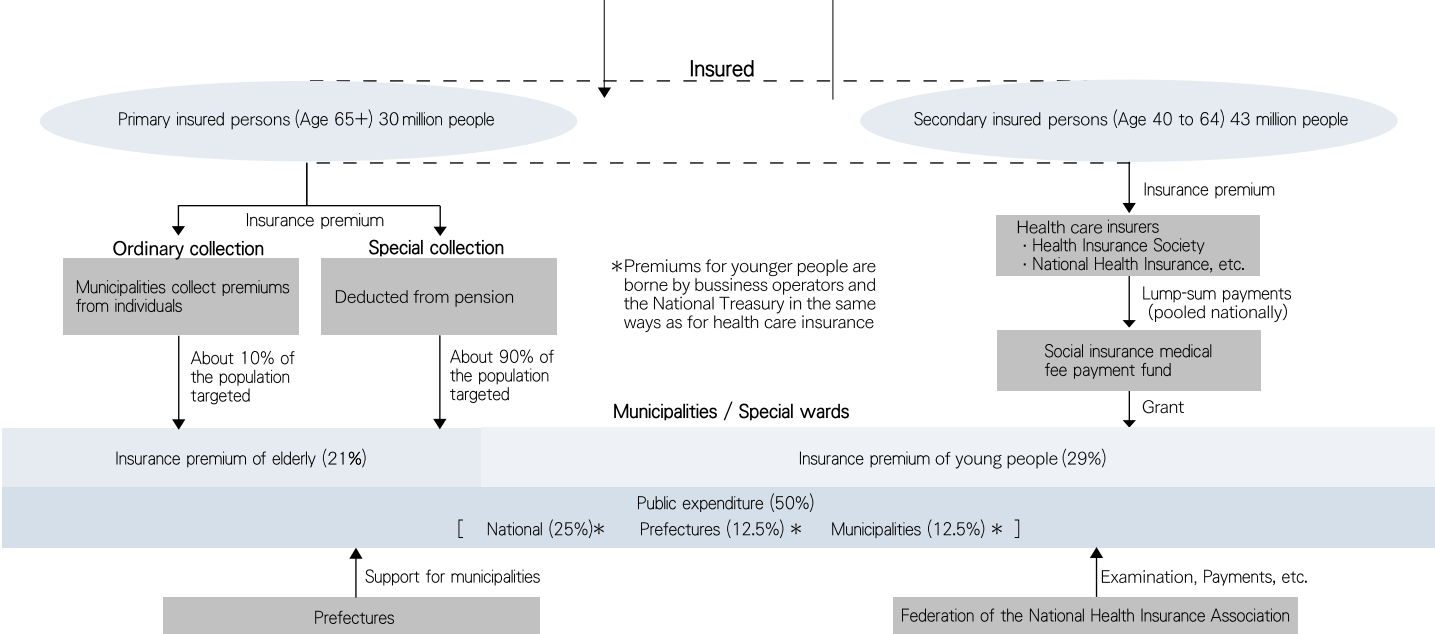 Insured
Primary insured persons (Age 65+) 30 million people
Secondary insured persons (Age 40 to 64) 43 million people
Insurance premium
Ordinary collection
Special collection
Municipalities collect premiums
from individuals
Deducted from pension
About 10% of
the population
targeted
About 90% of
the population
targeted
*Premiums for younger people are
borne by bussiness operators and
the National Treasury in the same
ways as for health care insurance
Insurance premium
Health care insurers
・Health Insurance Society
・National Health Insurance, etc.
Lump-sum payments
(pooled nationally)
Social insurance medical
fee payment fund
Grant
Municipalities / Special wards
Insurance premium of elderly (21%)
Insurance premium of young people (29%)
Public expenditure (50%)
[ National (25%)* Prefectures (12.5%) * Municipalities (12.5%) * ]
Support for municipalities
Prefectures
Examination, Payments, etc.
Federation of the National Health Insurance Association